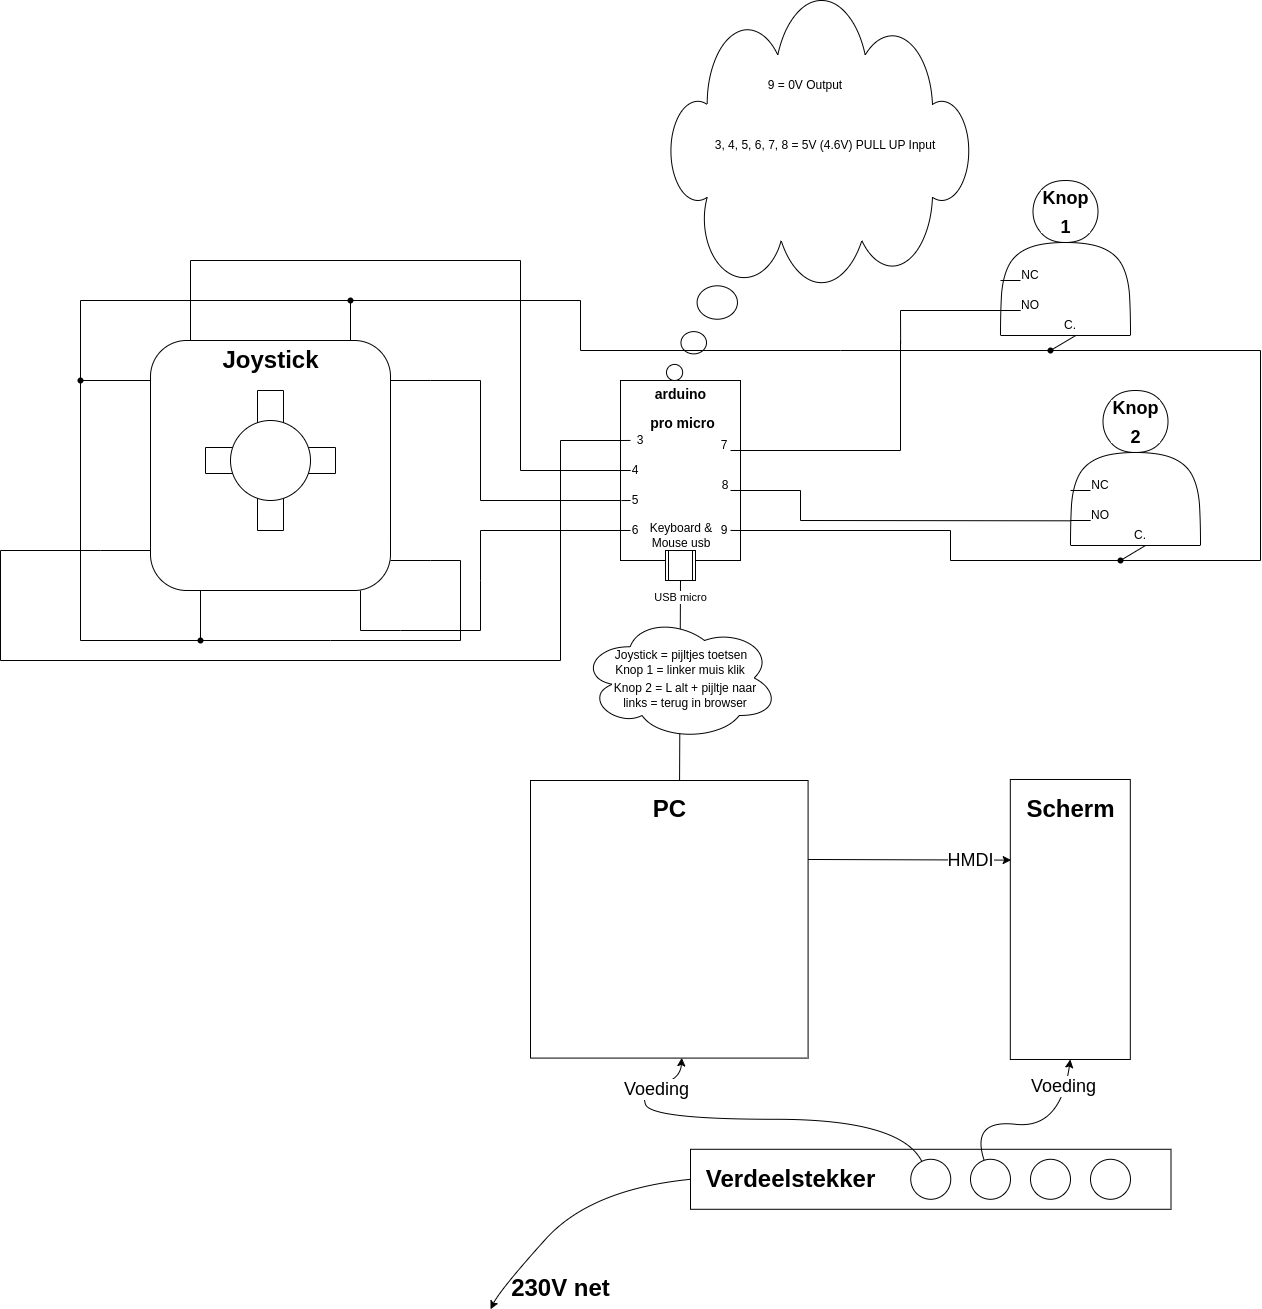 9 = 0V Output
3, 4, 5, 6, 7, 8 = 5V (4.6V) PULL UP Input
Knop
1
NC
NO
C.
Joystick
arduino
pro micro
3
4
5
6
7
8
9
Keyboard &
Mouse usb
USB micro
Knop
2
NC
NO
C.
Joystick = pijltjes toetsen
Knop 1 = linker muis klik
Knop 2 = L alt + pijltje naar
links = terug in browser
PC
Scherm
HMDI
Voeding
Voeding
Verdeelstekker
230V net